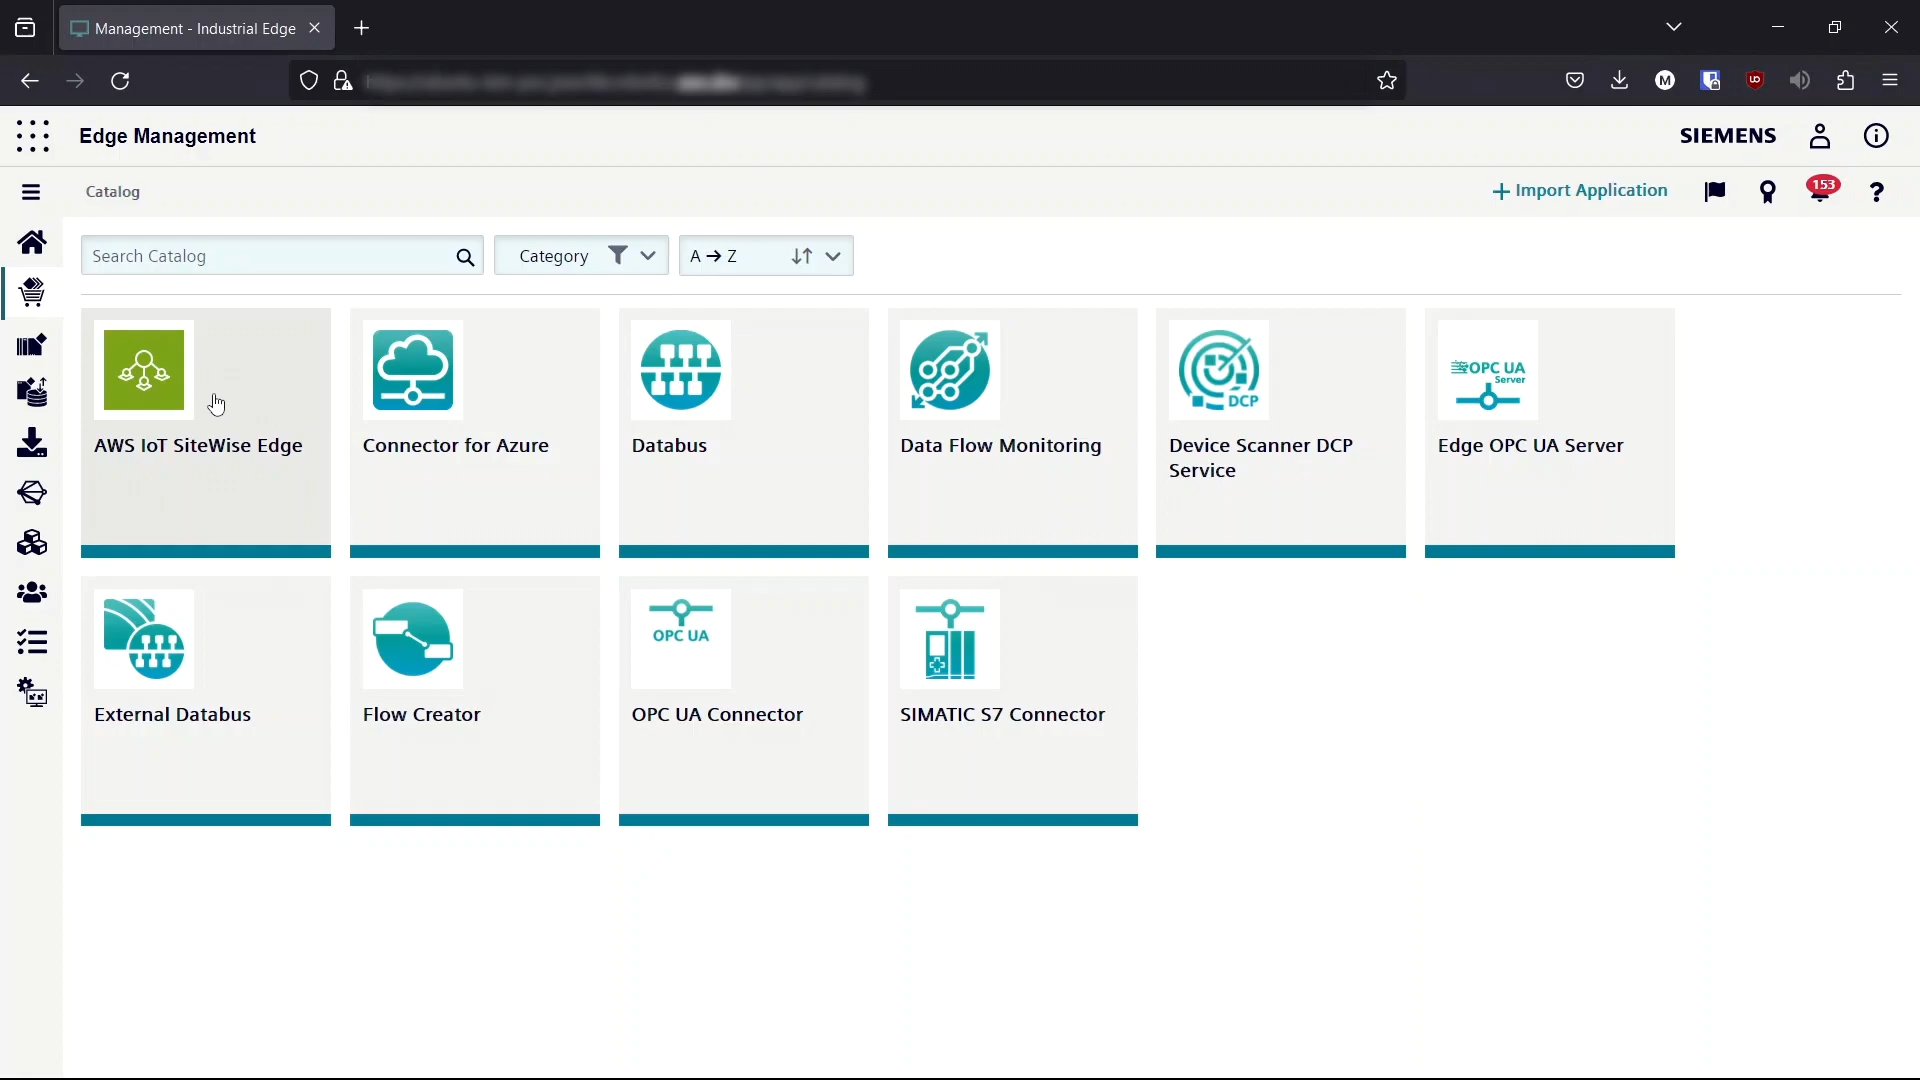 Management - Industrial Edge
Edge Management
SIEMENS
Catalog
+ Import Application
153
Search Catalog
Category
A → Z
DCP
OPC UA
Server
AWS IoT SiteWise Edge
Connector for Azure
Databus
Data Flow Monitoring
Device Scanner DCP
Service
Edge OPC UA Server
OPC UA
External Databus
Flow Creator
OPC UA Connector
SIMATIC S7 Connector